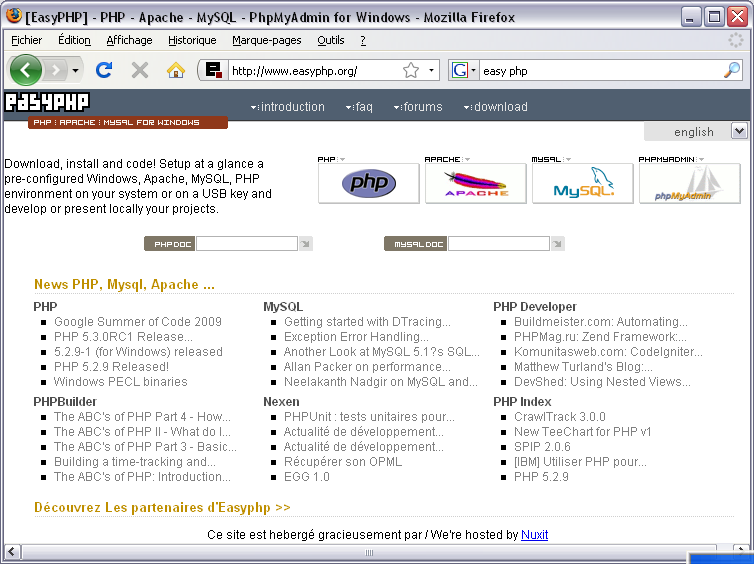 [EasyPHP] - PHP - Apache - MySQL - PhpMyAdmin for Windows - Mozilla Firefox
Fichier Édition Affichage Historique Marque-pages Outils ?
http://www.easyphp.org/ G easy php
easyphp introduction faq forums download
PHP : APACHE : MYSQL FOR WINDOWS
english
Download, install and code! Setup at a glance a
pre-configured Windows, Apache, MySQL, PHP
environment on your system or on a USB key and
develop or present locally your projects.
PHP APACHE MYSQL PHPMYADMIN
php APACHE MySQL phpMyAdmin
PHP DOC MYSQL DOC
News PHP, Mysql, Apache ...
PHP
Google Summer of Code 2009
PHP 5.3.0RC1 Release...
5.2.9-1 (for Windows) released
PHP 5.2.9 Released!
Windows PECL binaries
MySQL
Getting started with DTracing...
Exception Error Handling...
Another Look at MySQL 5.1?s SQL...
Allan Packer on performance...
Neelakanth Nadgir on MySQL and...
PHP Developer
Buildmeister.com: Automating...
PHPMag.ru: Zend Framework:...
Komunitasweb.com: CodeIgniter...
Matthew Turland's Blog:...
DevShed: Using Nested Views...
PHPBuilder
The ABC's of PHP Part 4 - How...
The ABC's of PHP II - What do I...
The ABC's of PHP Part 3 - Basic...
Building a time-tracking and...
The ABC's of PHP: Introduction...
Nexen
PHPUnit : tests unitaires pour...
Actualité de développement...
Actualité de développement...
Récupérer son OPML
EGG 1.0
PHP Index
CrawlTrack 3.0.0
New TeeChart for PHP v1
SPIP 2.0.6
[IBM] Utiliser PHP pour...
PHP 5.2.9
Découvrez Les partenaires d'Easyphp >>
Ce site est hebergé gracieusement par / We're hosted by Nuxit